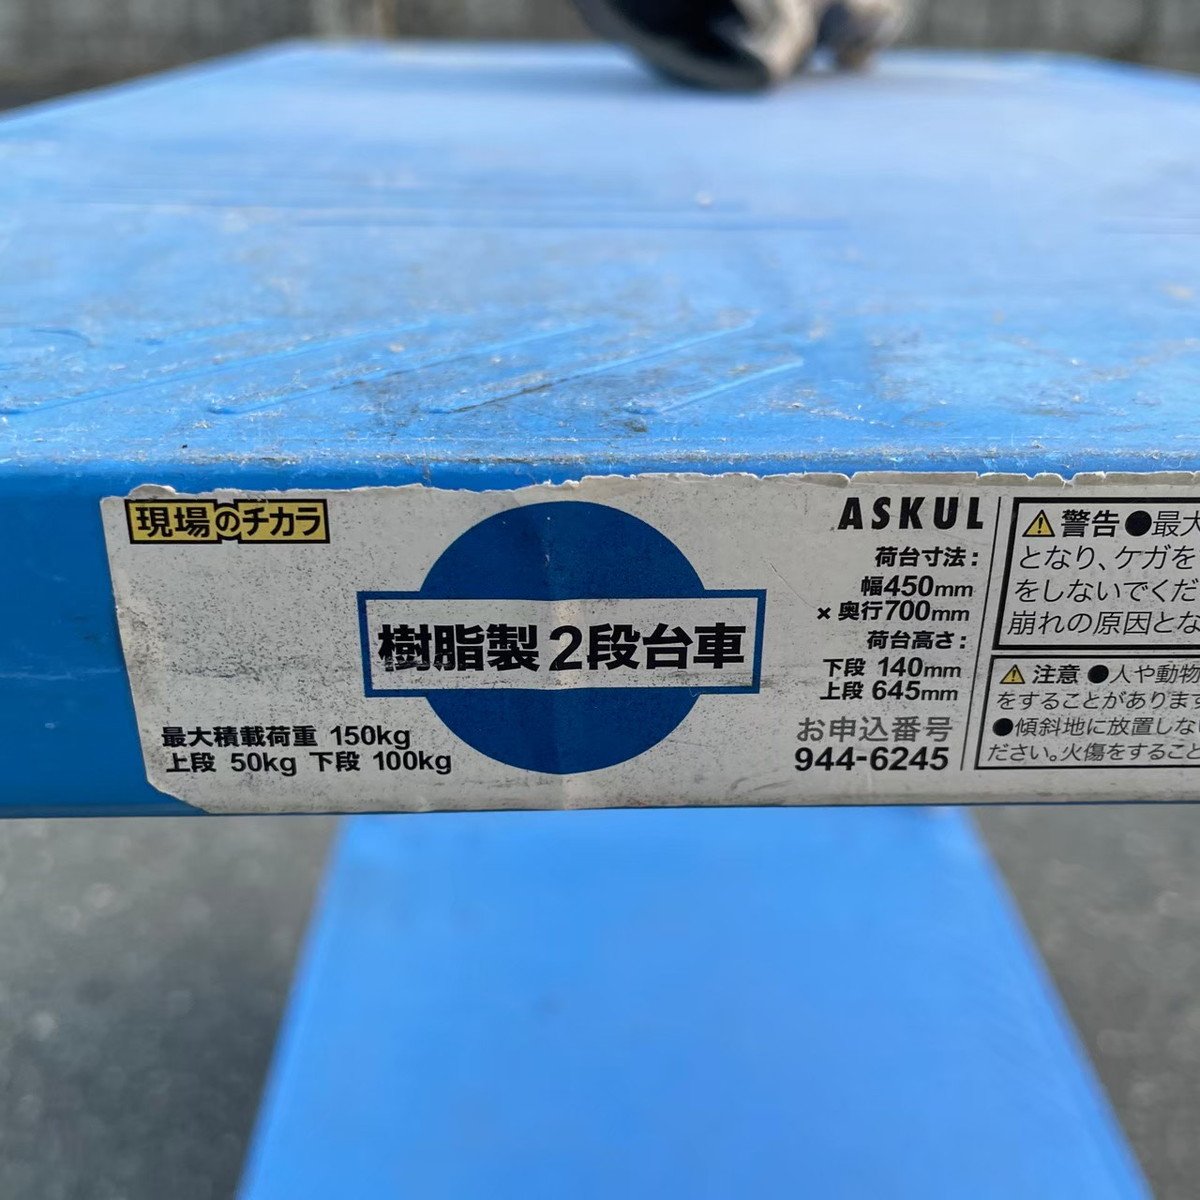 現場のチカラ
樹脂製2段台車
最大積載荷重 150kg
上段 50kg 下段 100kg
ASKUL
荷台寸法:
幅450mm
×奥行700mm
荷台高さ:
下段 140mm
上段 645mm
お申込番号
944-6245
⚠警告●最大
となり、ケガを
をしないでくだ
崩れの原因とな
⚠注意●人や動物
をすることがあります
●傾斜地に放置しな
ださい。火傷をすること